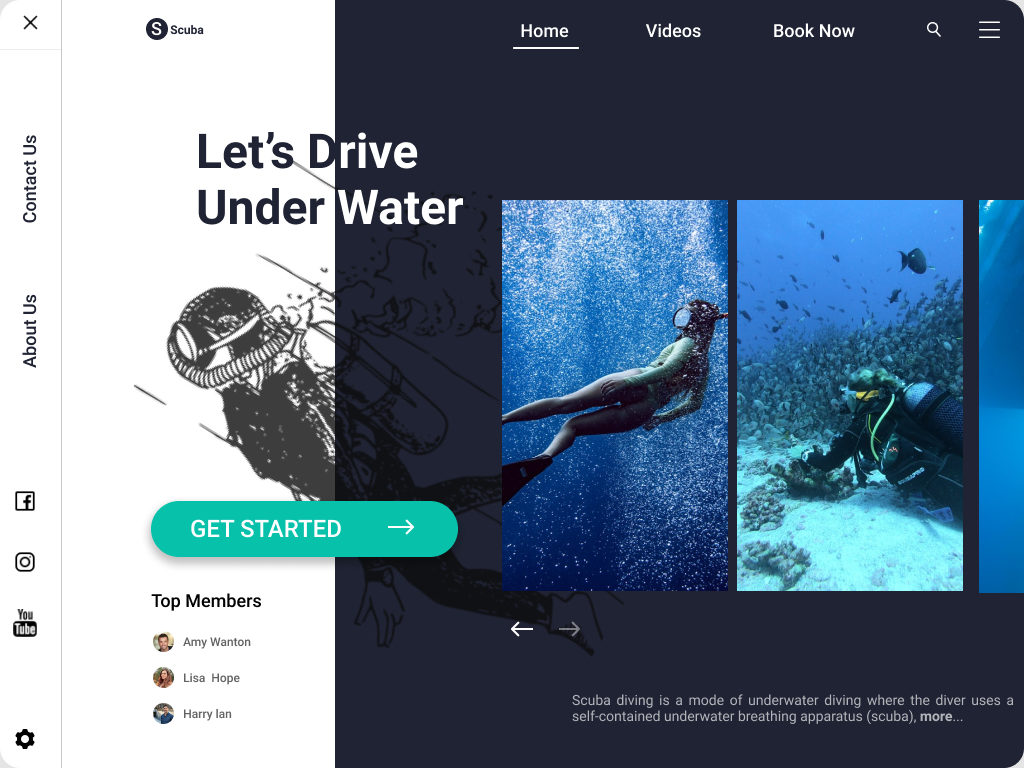 S Scuba
Home
Videos
Book Now
Contact Us
About Us
Let’s Drive
Under Water
GET STARTED
Top Members
Amy Wanton
Lisa Hope
Harry lan
You
Tube
Scuba diving is a mode of underwater diving where the diver uses a
self-contained underwater breathing apparatus (scuba), more...